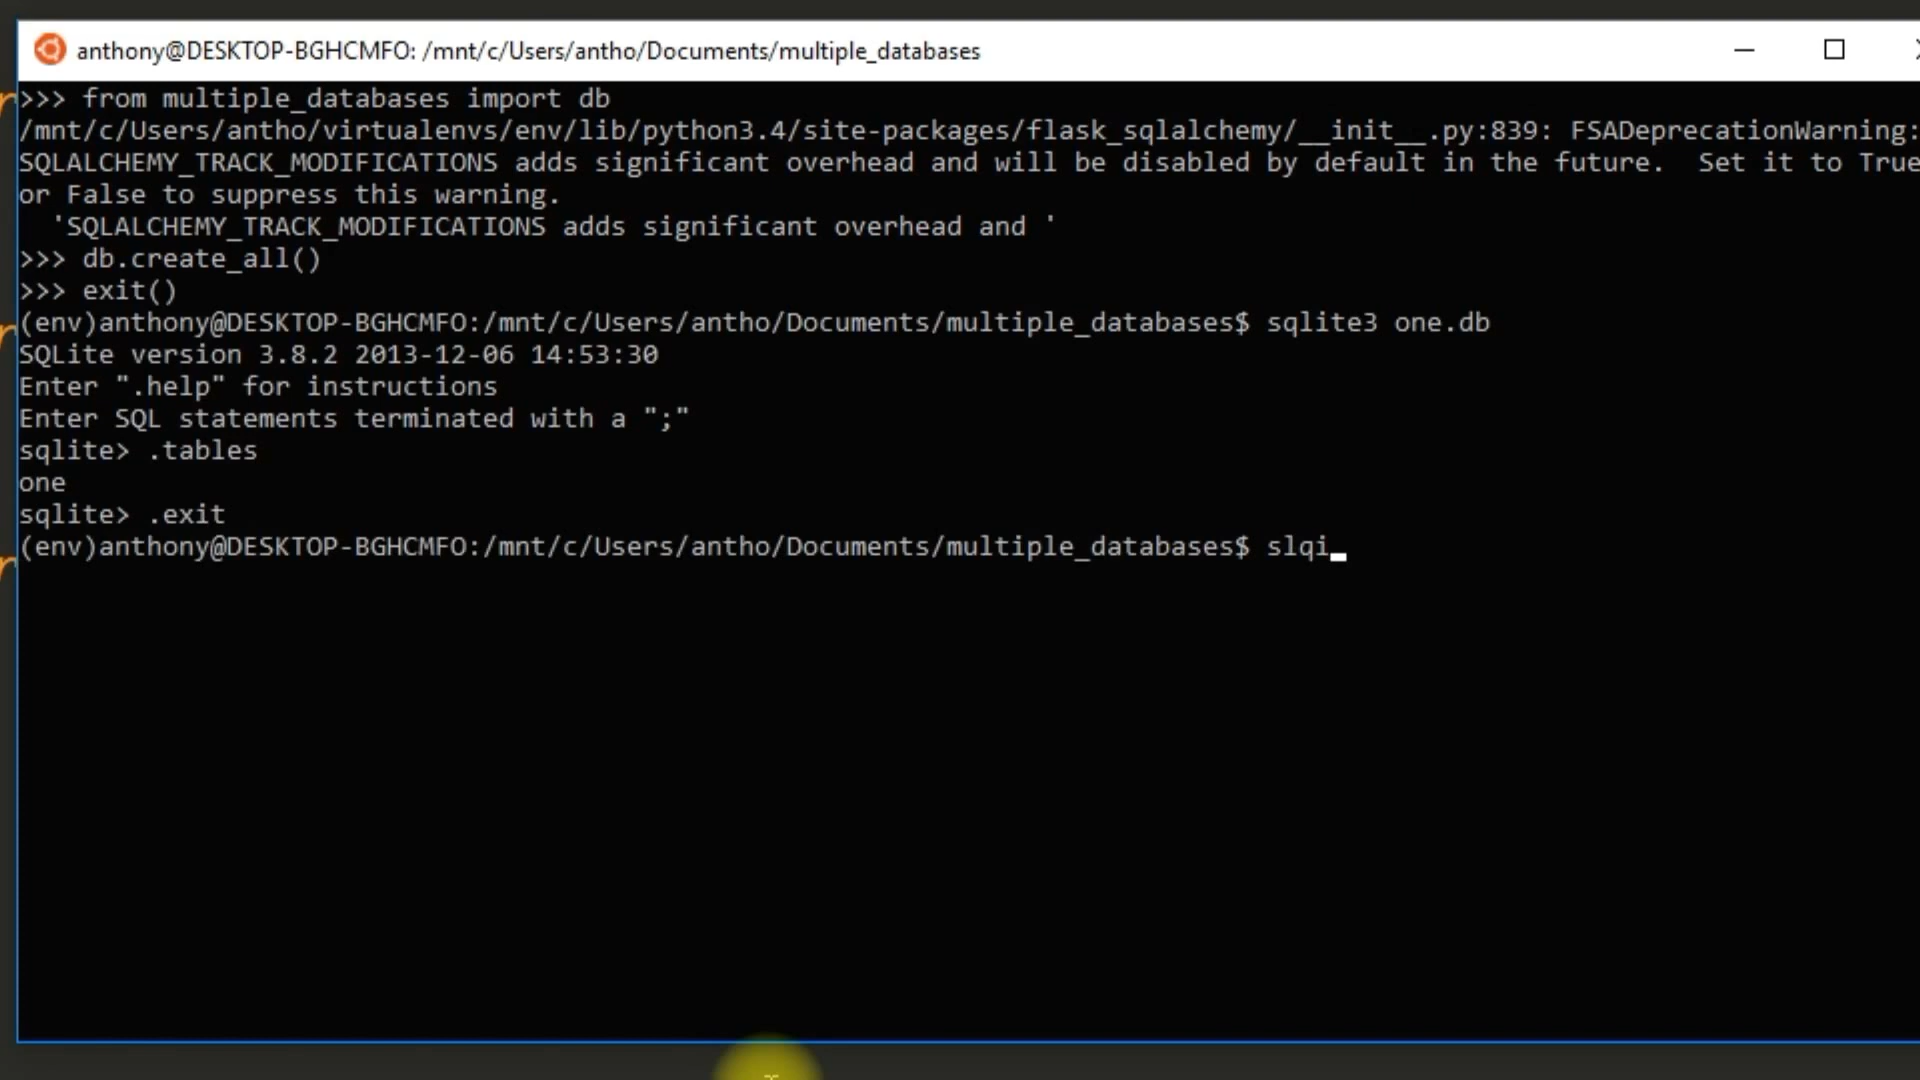 anthony@DESKTOP-BGHCMFO: /mnt/c/Users/antho/Documents/multiple_databases
>>> from multiple_databases import db
/mnt/c/Users/antho/virtualenvs/env/lib/python3.4/site-packages/flask_sqlalchemy/__init__.py:839: FSADeprecationWarning:
SQLALCHEMY_TRACK_MODIFICATIONS adds significant overhead and will be disabled by default in the future.  Set it to True
or False to suppress this warning.
  'SQLALCHEMY_TRACK_MODIFICATIONS adds significant overhead and '
>>> db.create_all()
>>> exit()
(env)anthony@DESKTOP-BGHCMFO:/mnt/c/Users/antho/Documents/multiple_databases$ sqlite3 one.db
SQLite version 3.8.2 2013-12-06 14:53:30
Enter ".help" for instructions
Enter SQL statements terminated with a ";"
sqlite> .tables
one
sqlite> .exit
(env)anthony@DESKTOP-BGHCMFO:/mnt/c/Users/antho/Documents/multiple_databases$ slqi